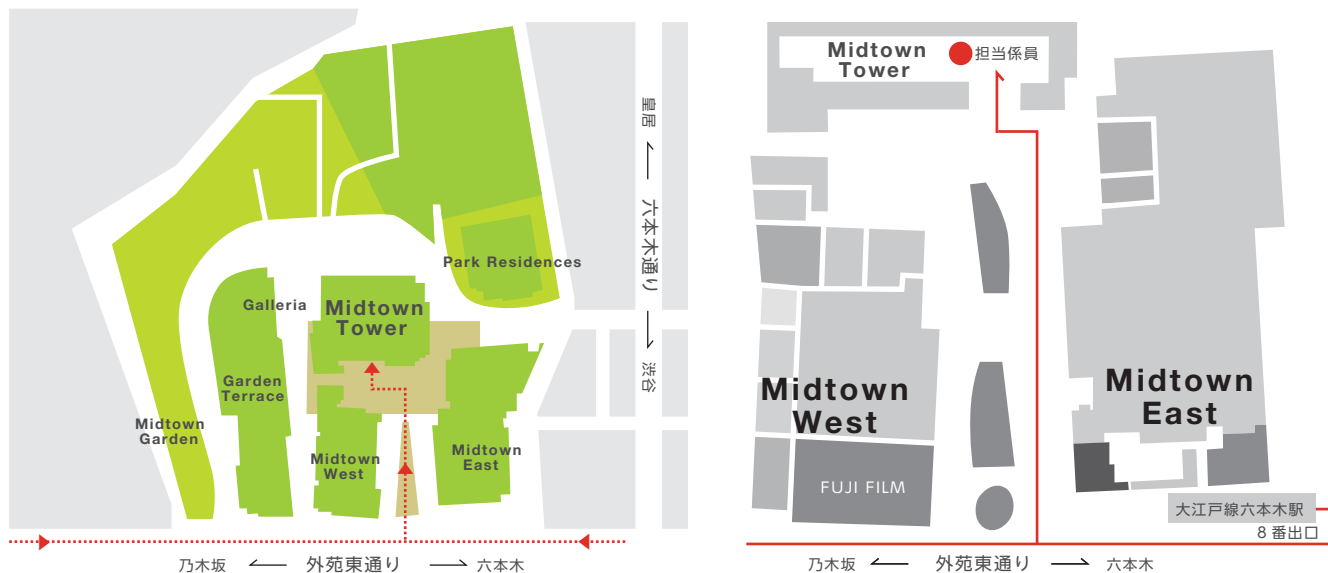 皇居
六本木通り
渋谷
Park Residences
Galleria
Midtown
Tower
Garden
Terrace
Midtown
Garden
Midtown
West
Midtown
East
乃木坂
外苑東通り
六本木
Midtown
Tower
担当係員
Midtown
West
Midtown
East
FUJI FILM
大江戸線六本木駅
8 番出口
乃木坂
外苑東通り
六本木